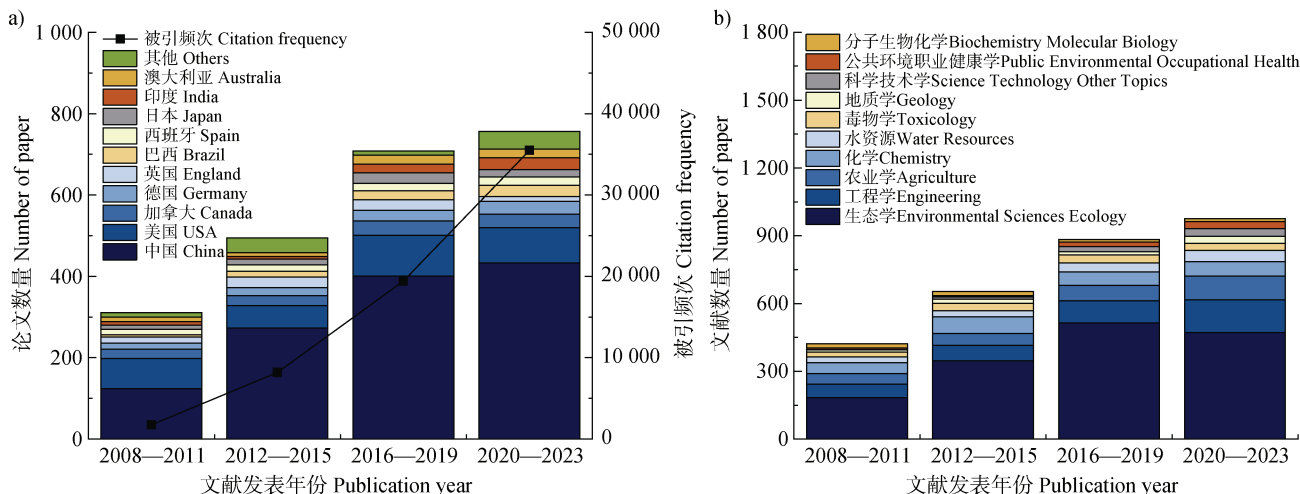 a)
论文数量 Number of paper
1 000
800
600
400
200
0
被引频次 Citation frequency
其他 Others
澳大利亚 Australia
印度 India
日本 Japan
西班牙 Spain
巴西 Brazil
英国 England
德国 Germany
加拿大 Canada
美国 USA
中国 China
50 000
40 000
30 000
20 000
10 000
0
被引频次 Citation frequency
2008—2011
2012—2015
2016—2019
2020—2023
文献发表年份 Publication year
b)
文献数量 Number of paper
1 800
1 500
1 200
900
600
300
0
分子生物化学Biochemistry Molecular Biology
公共环境职业健康学Public Environmental Occupational Health
科学技术学Science Technology Other Topics
地质学Geology
毒物学Toxicology
水资源Water Resources
化学Chemistry
农业学Agriculture
工程学Engineering
生态学Environmental Sciences Ecology
2008—2011
2012—2015
2016—2019
2020—2023
文献发表年份 Publication year